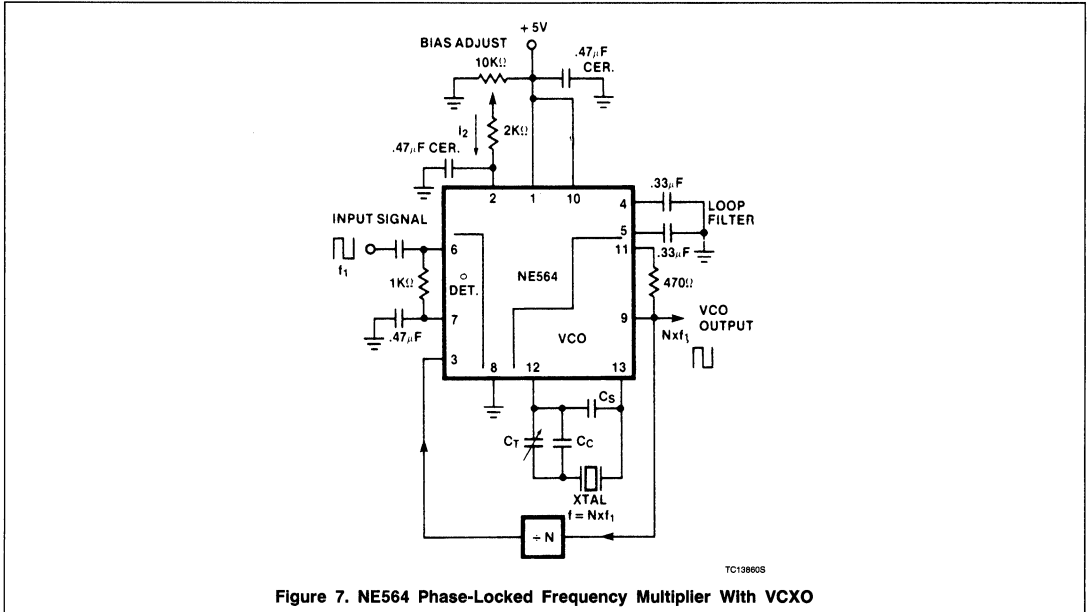 + 5V
BIAS ADJUST
10KΩ
.47µF
CER.
I2
2KΩ
.47µF CER.
2
1
10
4
.33µF
LOOP
FILTER
5
.33µF
11
INPUT SIGNAL
f1
6
1KΩ
DET.
NE564
470Ω
7
.47µF
9
VCO
OUTPUT
Nxf1
VCO
3
8
12
13
CS
CT
CC
XTAL
f = Nxf1
÷ N
TC13860S
Figure 7. NE564 Phase-Locked Frequency Multiplier With VCXO